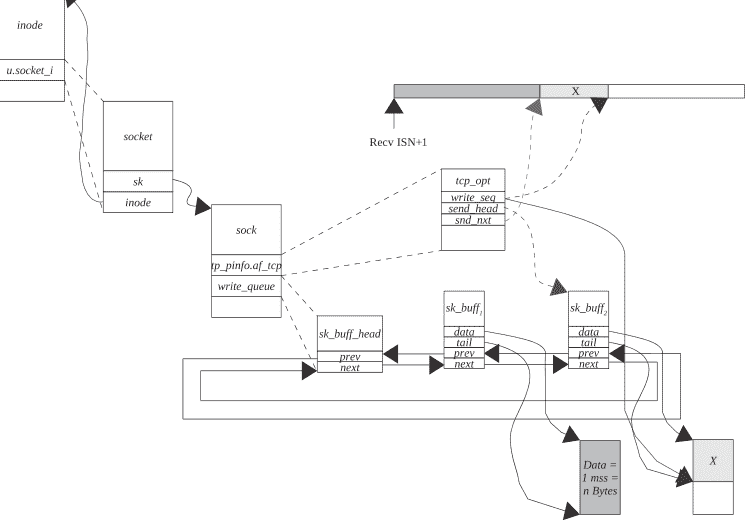 inode
u.socket_i
X
socket
Recv ISN+1
sk
inode
tcp_opt
write_seq
send_head
snd_nxt
sock
tp_pinfo.af_tcp
write_queue
sk_buff_head
prev
next
sk_buff1
data
tail
prev
next
sk_buff2
data
tail
prev
next
Data =
1 mss =
n Bytes
X